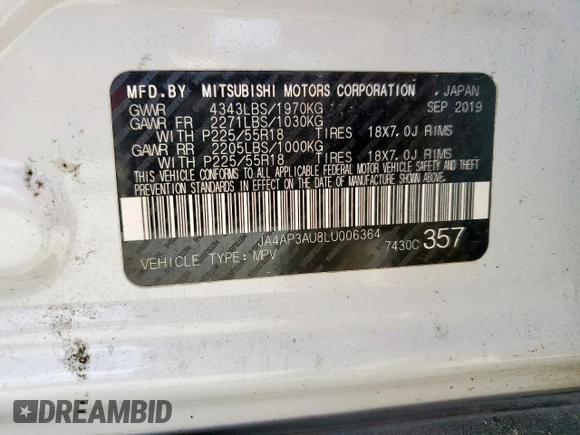 MFD.BY MITSUBISHI MOTORS CORPORATION , JAPAN
GVWR 4343LBS/1970KG SEP 2019
GAWR FR 2271LBS/1030KG
WITH P225/55R18 TIRES 18X7.0J RIMS
GAWR RR 2205LBS/1000KG
WITH P225/55R18 TIRES 18X7.0J RIMS
THIS VEHICLE CONFORMS TO ALL APPLICABLE FEDERAL MOTOR VEHICLE SAFETY AND THEFT
PREVENTION STANDARDS IN EFFECT ON THE DATE OF MANUFACTURE SHOWN ABOVE.
JA4AP3AU8LU006364
7430C 357
VEHICLE TYPE:MPV
DREAMBID